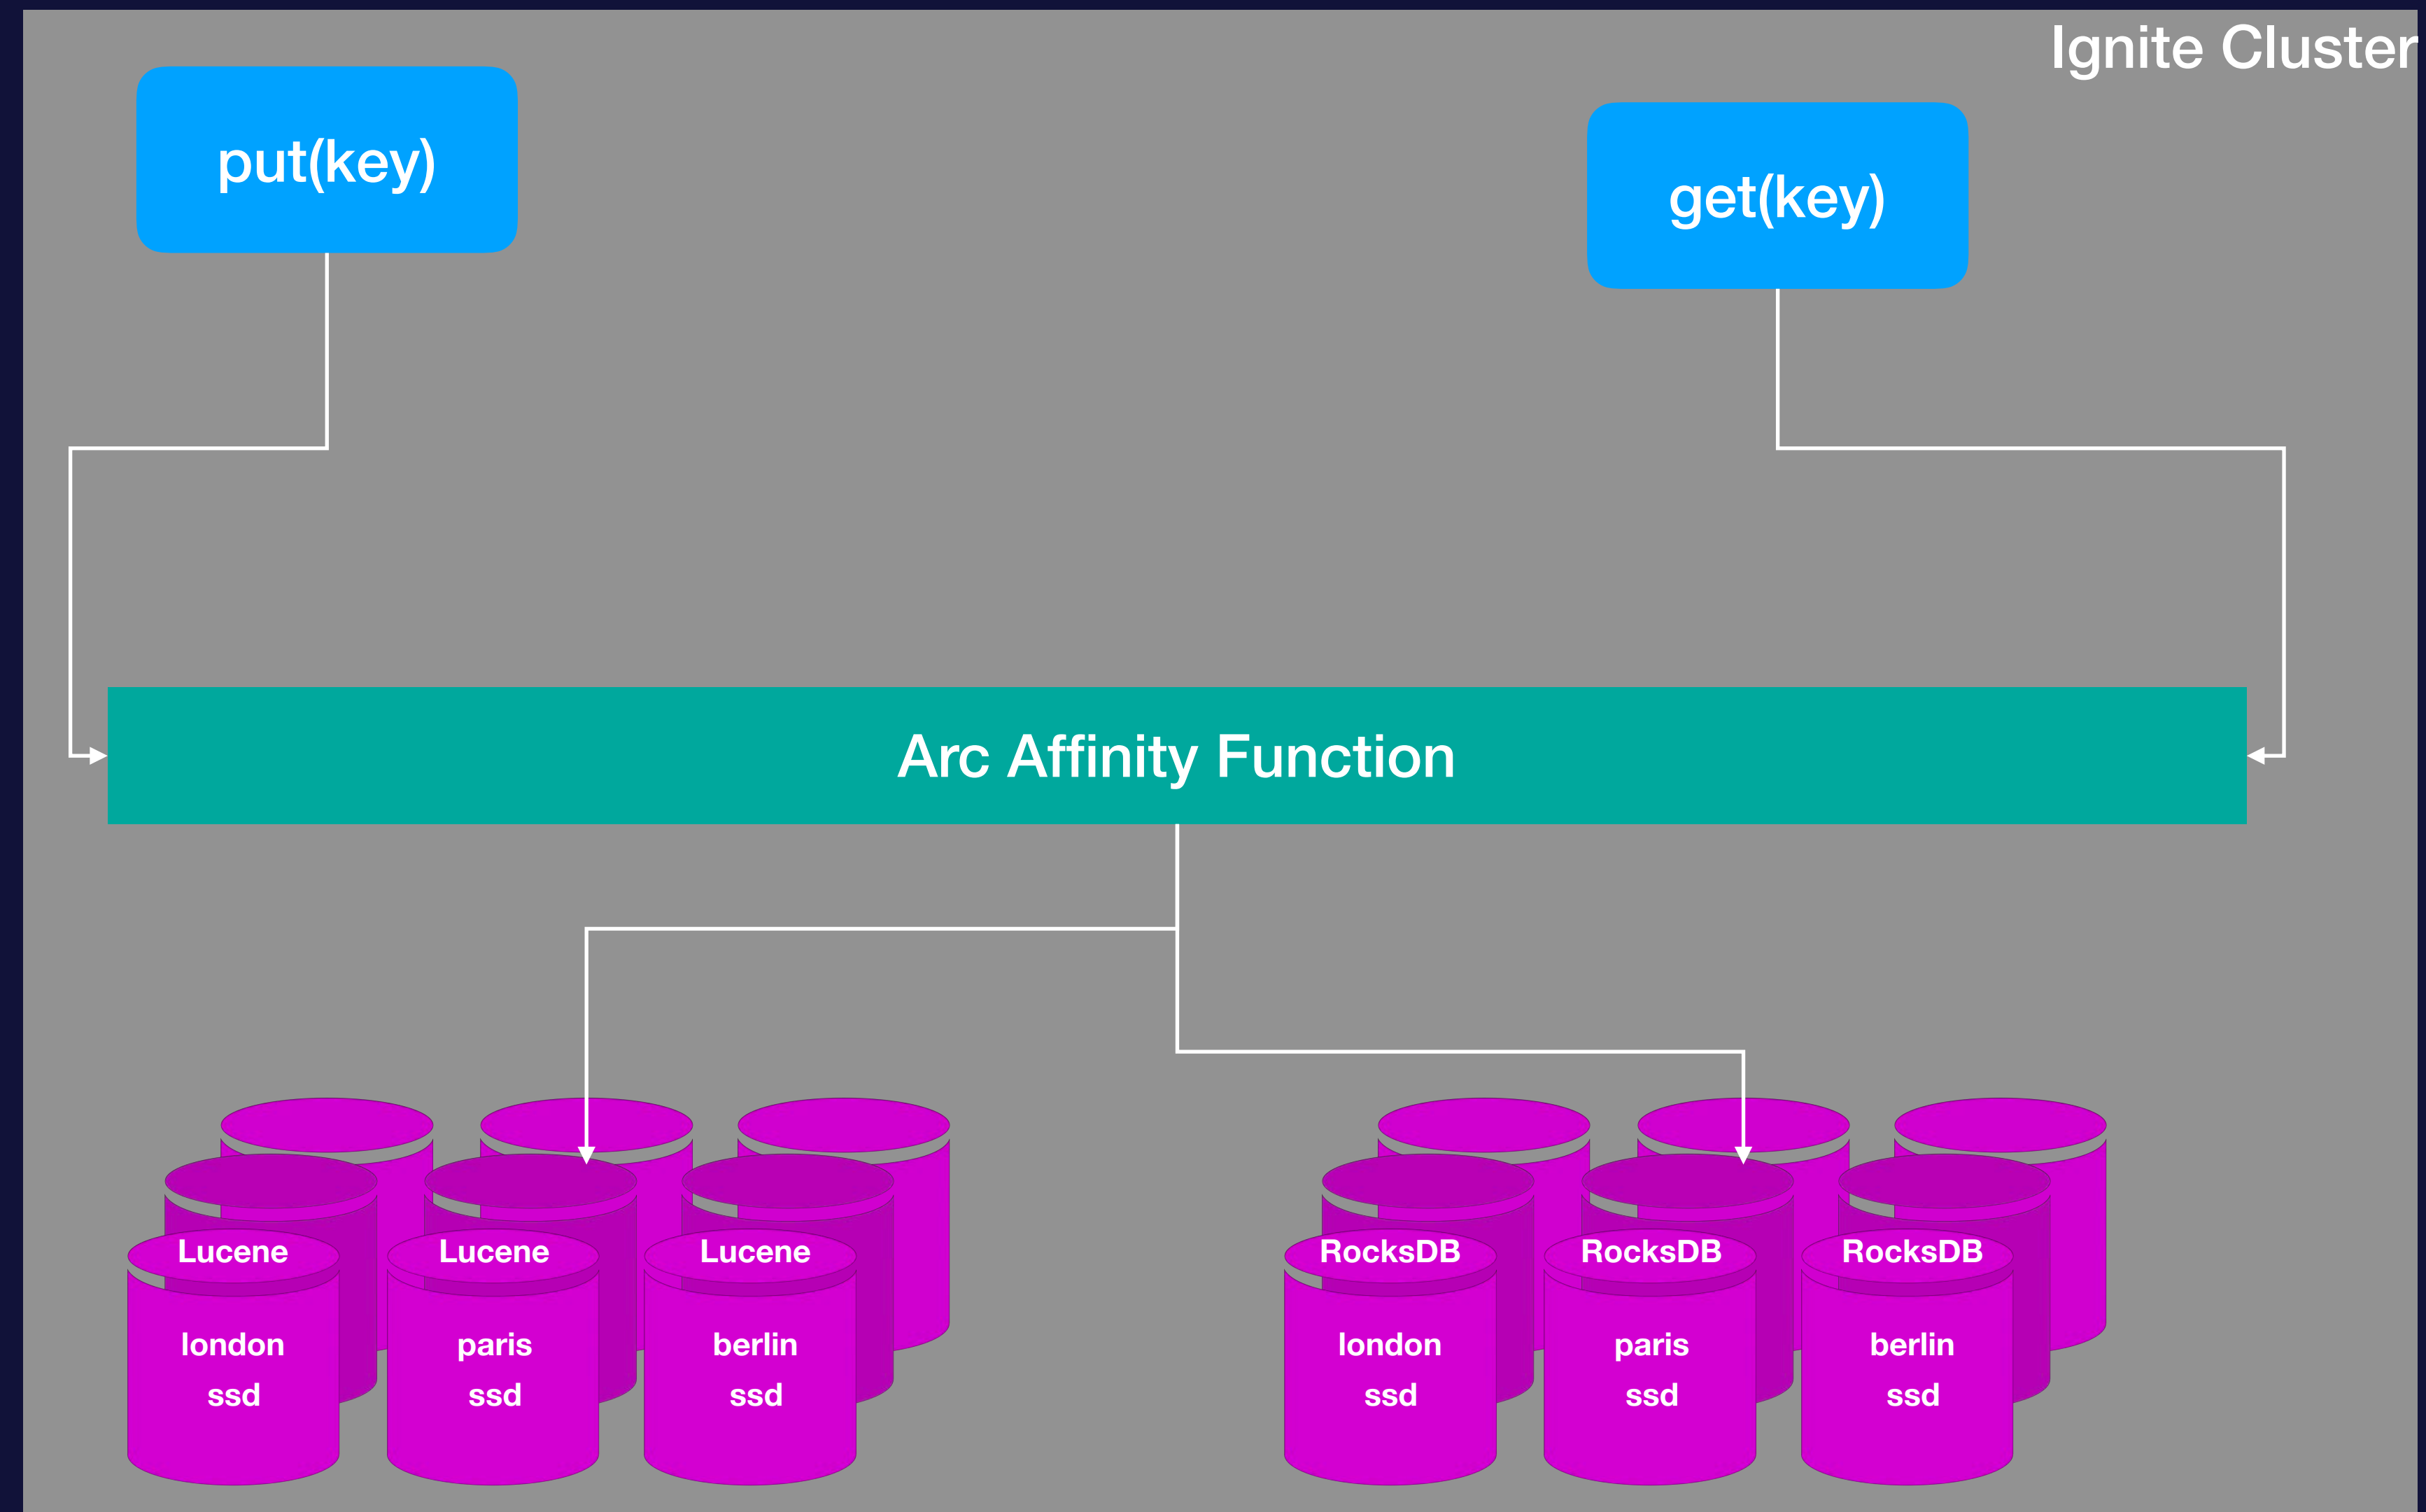 Ignite Cluster
put(key)
get(key)
Arc Affinity Function
Lucene
london
ssd
Lucene
paris
ssd
Lucene
berlin
ssd
RocksDB
london
ssd
RocksDB
paris
ssd
RocksDB
berlin
ssd